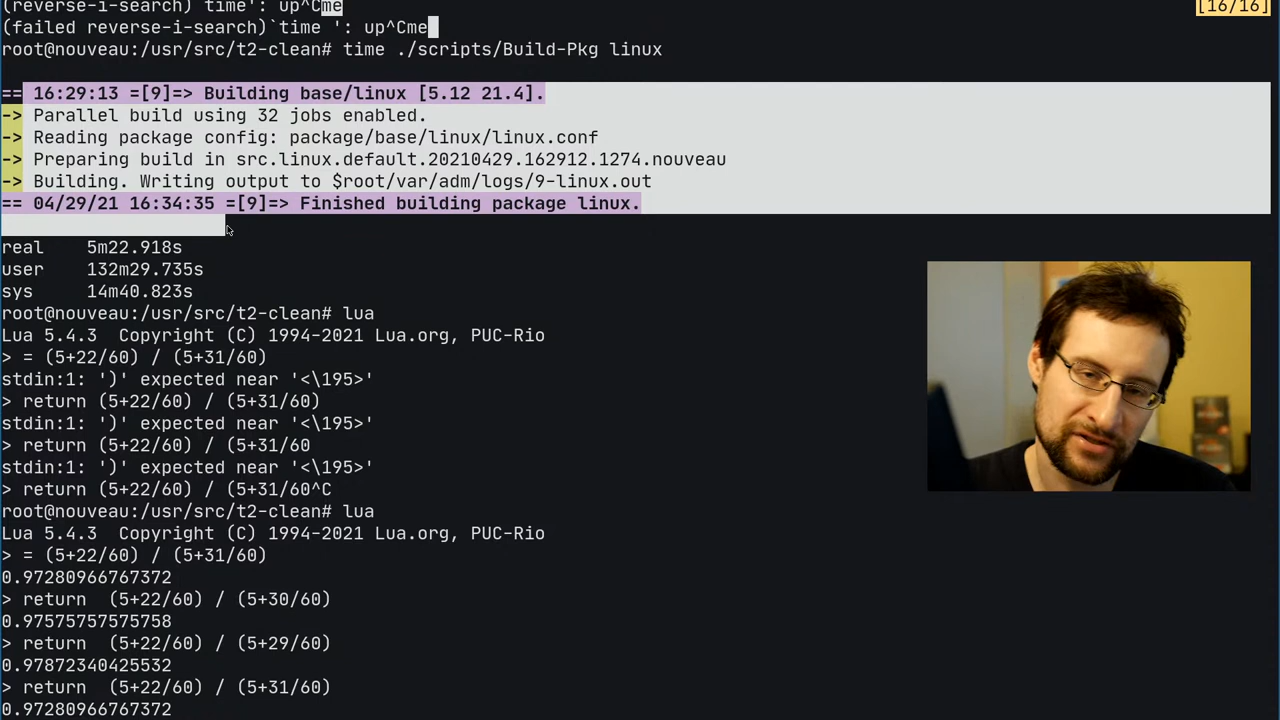 (reverse-i-search) time': up^Cme
[16/16]
(failed reverse-i-search)`time ': up^Cme
root@nouveau:/usr/src/t2-clean# time ./scripts/Build-Pkg linux
== 16:29:13 =[9]=> Building base/linux [5.12 21.4].
-> Parallel build using 32 jobs enabled.
-> Reading package config: package/base/linux/linux.conf
-> Preparing build in src.linux.default.20210429.162912.1274.nouveau
-> Building. Writing output to $root/var/adm/logs/9-linux.out
== 04/29/21 16:34:35 =[9]=> Finished building package linux.
real    5m22.918s
user    132m29.735s
sys     14m40.823s
root@nouveau:/usr/src/t2-clean# lua
Lua 5.4.3  Copyright (C) 1994-2021 Lua.org, PUC-Rio
> = (5+22/60) / (5+31/60)
stdin:1: ')' expected near '<\195>'
> return (5+22/60) / (5+31/60)
stdin:1: ')' expected near '<\195>'
> return (5+22/60) / (5+31/60
stdin:1: ')' expected near '<\195>'
> return (5+22/60) / (5+31/60^C
root@nouveau:/usr/src/t2-clean# lua
Lua 5.4.3  Copyright (C) 1994-2021 Lua.org, PUC-Rio
> = (5+22/60) / (5+31/60)
0.97280966767372
> return  (5+22/60) / (5+30/60)
0.97575757575758
> return  (5+22/60) / (5+29/60)
0.97872340425532
> return  (5+22/60) / (5+31/60)
0.97280966767372